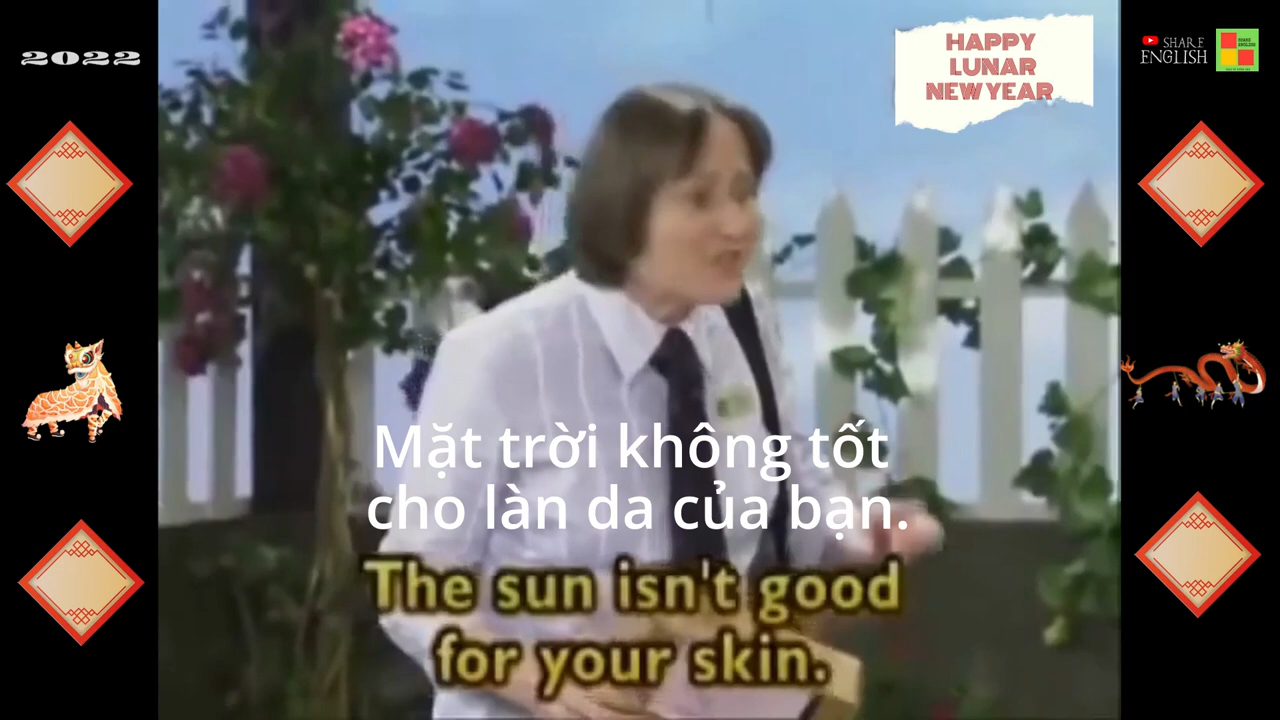 2022
HAPPY
LUNAR
NEW YEAR
SHARE
ENGLISH
Mặt trời không tốt
cho làn da của bạn.
The sun isn't good
for your skin.